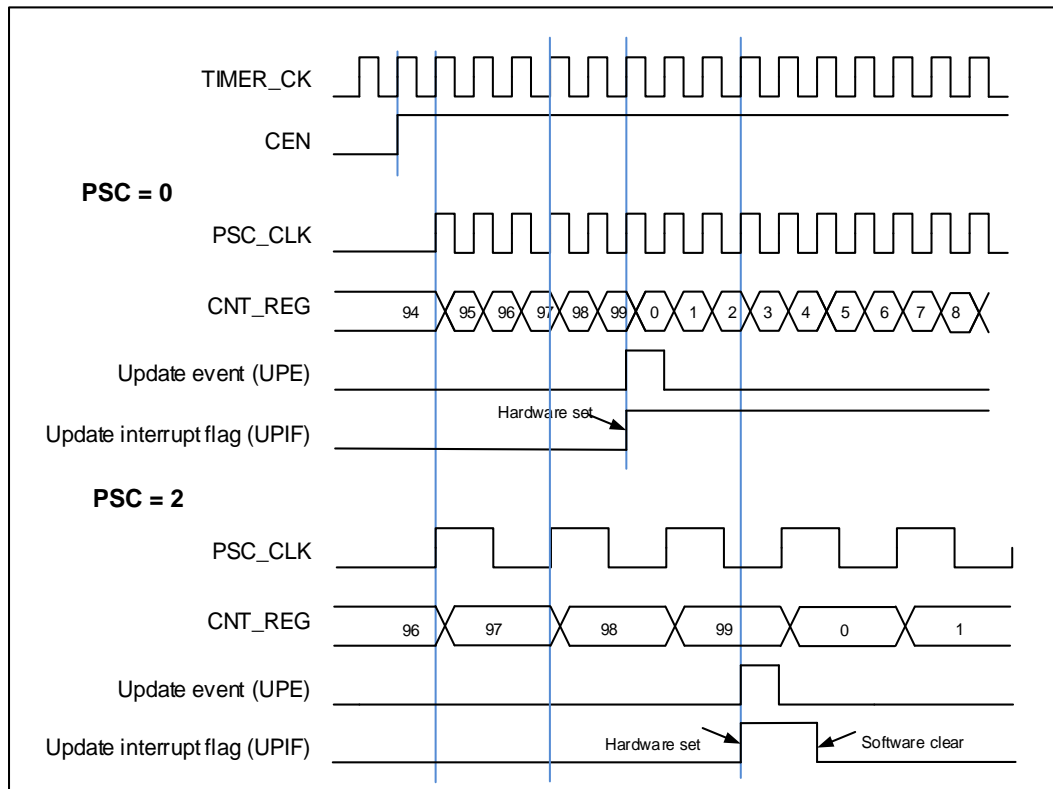 TIMER_CK
CEN
PSC = 0
PSC_CLK
CNT_REG 94 95 96 97 98 99 0 1 2 3 4 5 6 7 8
Update event (UPE)
Hardware set
Update interrupt flag (UPIF)
PSC = 2
PSC_CLK
CNT_REG 96 97 98 99 0 1
Update event (UPE)
Update interrupt flag (UPIF) Hardware set Software clear